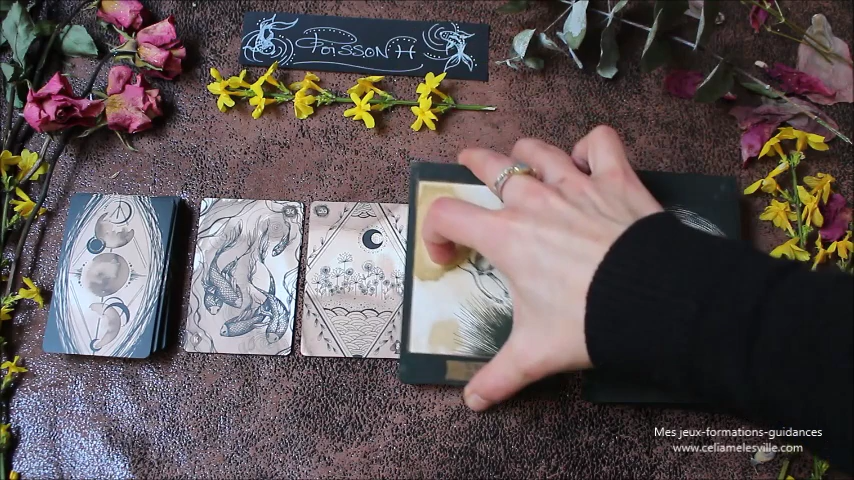 Poisson ♓
Mes jeux-formations-guidances
www.celiamelesville.com